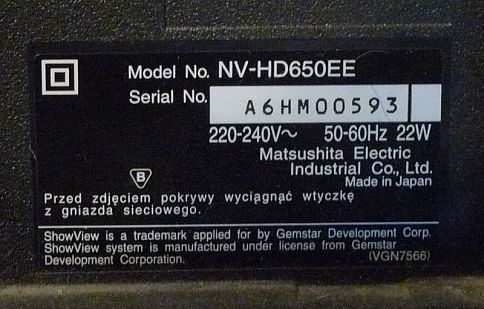 Model No. NV-HD650EE
Serial No. A6HM00593
220-240V~ 50-60Hz 22W
Matsushita Electric
Industrial Co., Ltd.
Made in Japan
B
Przed zdjęciem pokrywy wyciągnąć wtyczkę
z gniazda sieciowego.
ShowView is a trademark applied for by Gemstar Development Corp.
ShowView system is manufactured under license from Gemstar
Development Corporation. (VGN7566)